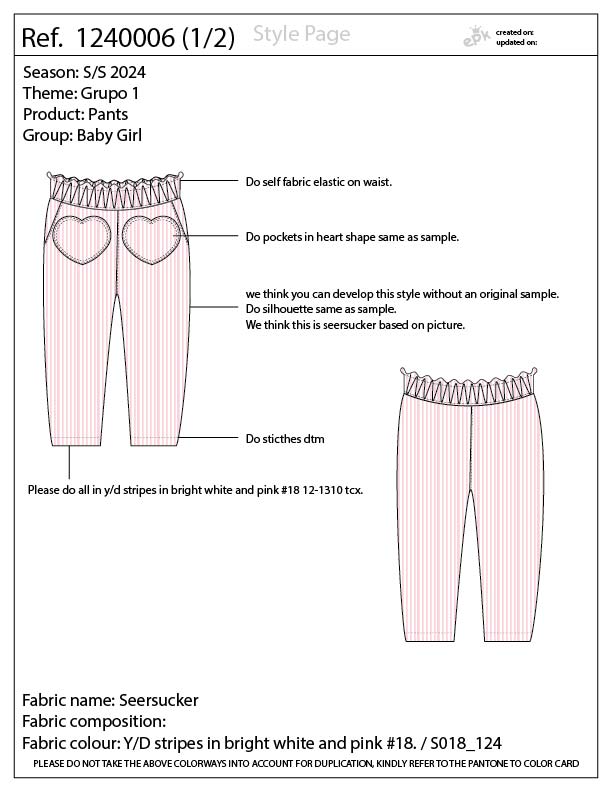 Ref. 1240006 (1/2) Style Page
epk
created on:
updated on:
Season: S/S 2024
Theme: Grupo 1
Product: Pants
Group: Baby Girl
Do self fabric elastic on waist.
Do pockets in heart shape same as sample.
we think you can develop this style without an original sample.
Do silhouette same as sample.
We think this is seersucker based on picture.
Do sticthes dtm
Please do all in y/d stripes in bright white and pink #18 12-1310 tcx.
Fabric name: Seersucker
Fabric composition:
Fabric colour: Y/D stripes in bright white and pink #18. / S018_124
PLEASE DO NOT TAKE THE ABOVE COLORWAYS INTO ACCOUNT FOR DUPLICATION, KINDLY REFER TO THE PANTONE TO COLOR CARD